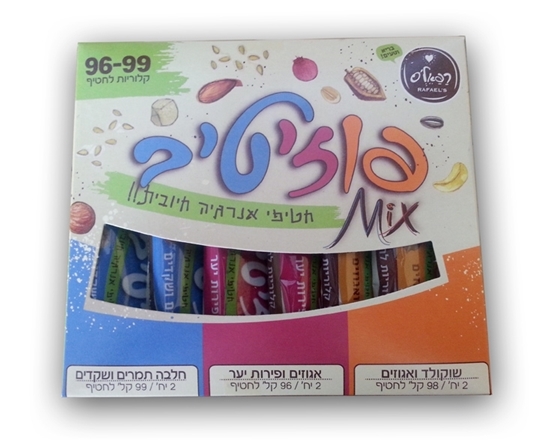 96-99
קלוריות לחטיף
רפאל'ס
RAFAEL'S
פוזיטיב
חטיפי אנרגיה חיובית!!
Mix
שוקולד ואגוזים
2 יח' / 98 קל' לחטיף
אגוזים ופירות יער
2 יח' / 96 קל' לחטיף
חלבה תמרים ושקדים
2 יח' / 99 קל' לחטיף